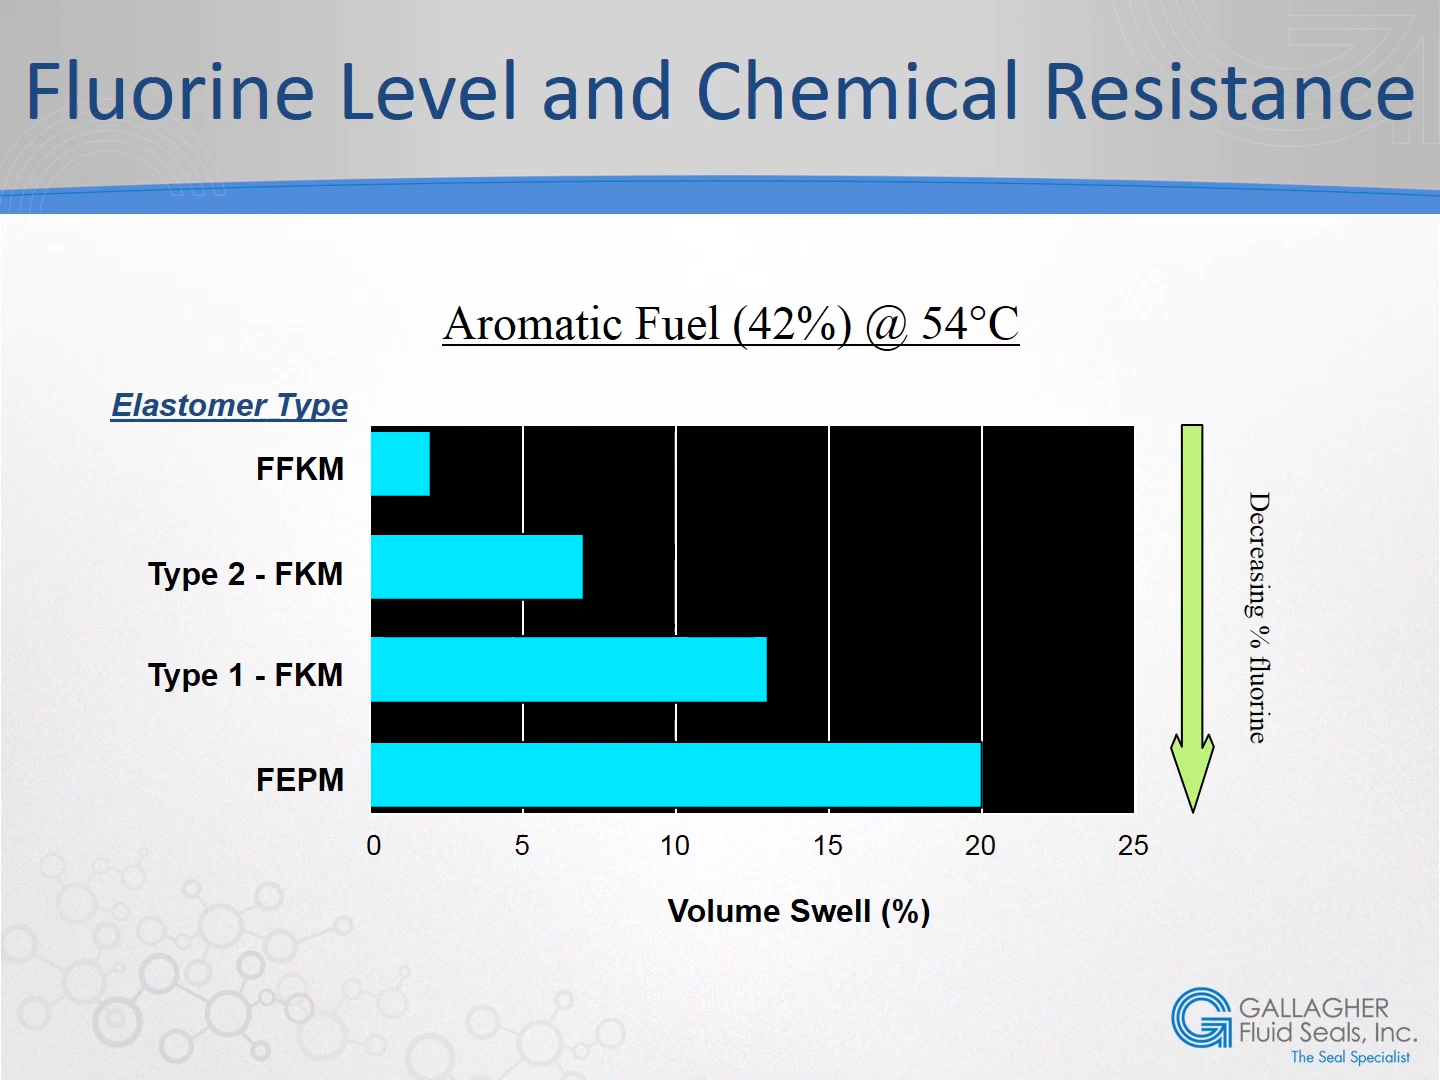 Fluorine Level and Chemical Resistance
Aromatic Fuel (42%) @ 54°C
Elastomer Type
FFKM
Type 2 - FKM
Type 1 - FKM
FEPM
0 5 10 15 20 25
Volume Swell (%)
Decreasing % fluorine
GALLAGHER
Fluid Seals, Inc.
The Seal Specialist